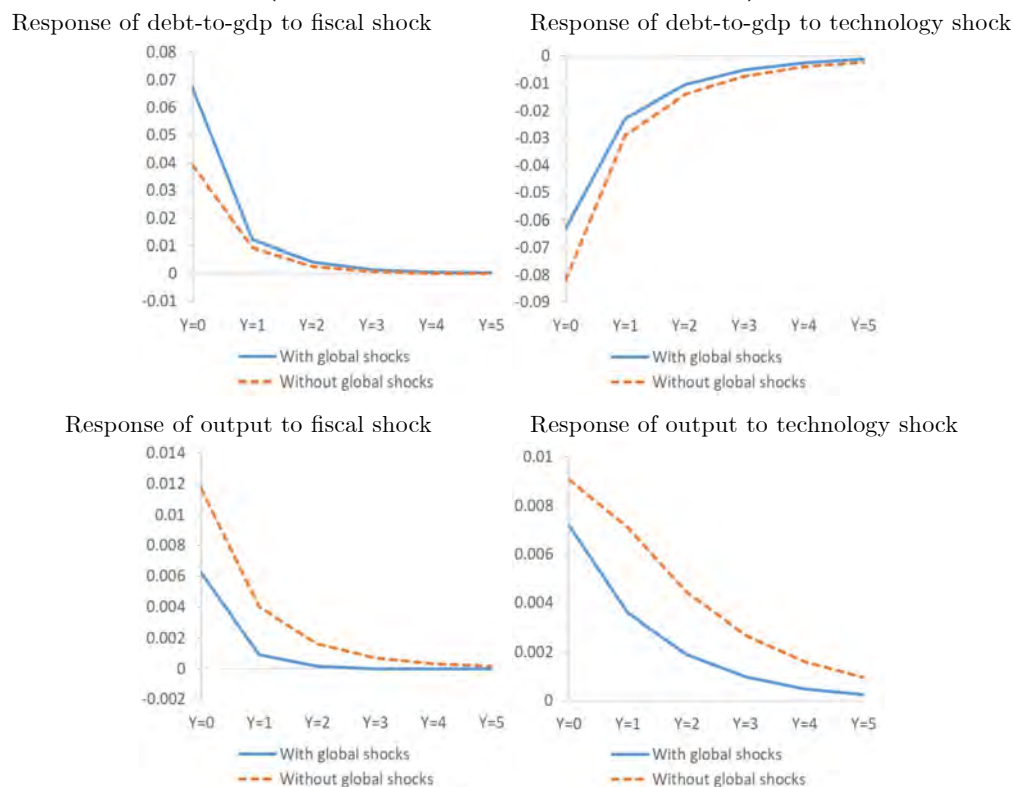 Response of debt-to-gdp to fiscal shock
Response of debt-to-gdp to technology shock
0.08
0.07
0.06
0.05
0.04
0.03
0.02
0.01
0
-0.01
Y=0 Y=1 Y=2 Y=3 Y=4 Y=5
With global shocks
Without global shocks
0
-0.01
-0.02
-0.03
-0.04
-0.05
-0.06
-0.07
-0.08
-0.09
Y=0 Y=1 Y=2 Y=3 Y=4 Y=5
With global shocks
Without global shocks
Response of output to fiscal shock
Response of output to technology shock
0.014
0.012
0.01
0.008
0.006
0.004
0.002
0
-0.002
Y=0 Y=1 Y=2 Y=3 Y=4 Y=5
With global shocks
Without global shocks
0.01
0.008
0.006
0.004
0.002
0
Y=0 Y=1 Y=2 Y=3 Y=4 Y=5
With global shocks
Without global shocks